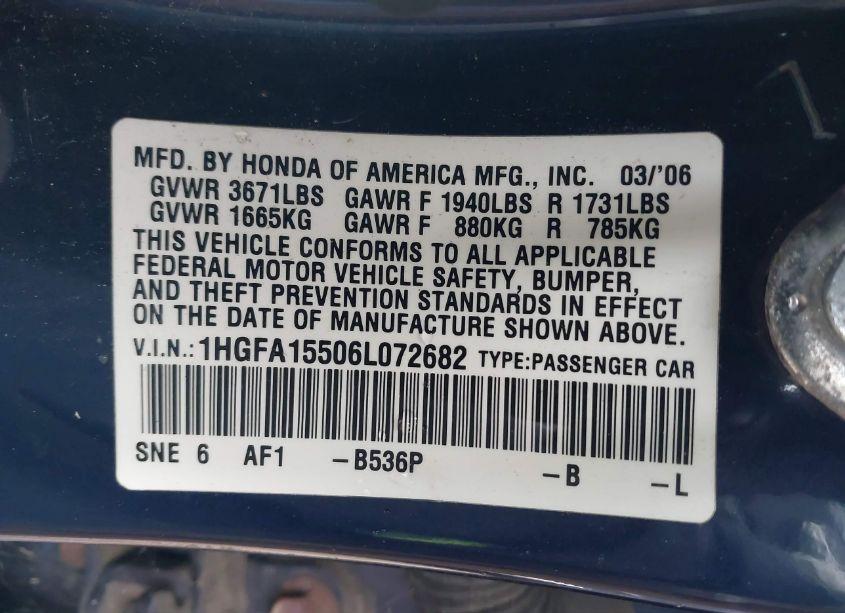 MFD. BY HONDA OF AMERICA MFG., INC. 03/'06
GVWR 3671LBS GAWR F 1940LBS R 1731LBS
GVWR 1665KG GAWR F 880KG R 785KG
THIS VEHICLE CONFORMS TO ALL APPLICABLE
FEDERAL MOTOR VEHICLE SAFETY, BUMPER,
AND THEFT PREVENTION STANDARDS IN EFFECT
ON THE DATE OF MANUFACTURE SHOWN ABOVE.
V.I.N.: 1HGFA15506L072682 TYPE:PASSENGER CAR
SNE 6 AF1 -B536P -B -L